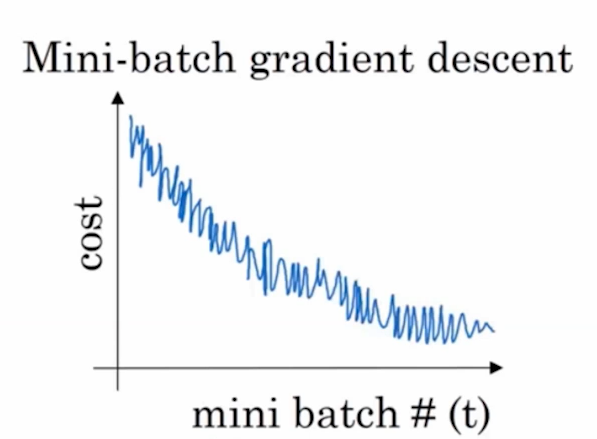 Mini-batch gradient descent
cost
mini batch # (t)